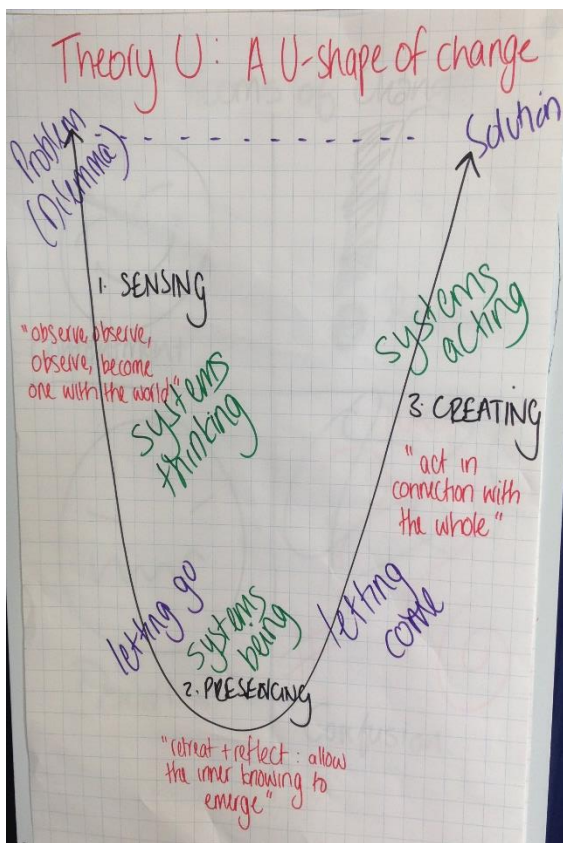 Theory U: A U-shape of change
Problem
(Dilemma)
Solution
1. SENSING
"observe, observe,
observe, become
one with the world"
systems
thinking
systems
acting
3. CREATING
"act in
connection with
the whole"
letting go
systems
being
letting
come
2. PRESENCING
"retreat + reflect: allow
the inner knowing to
emerge"